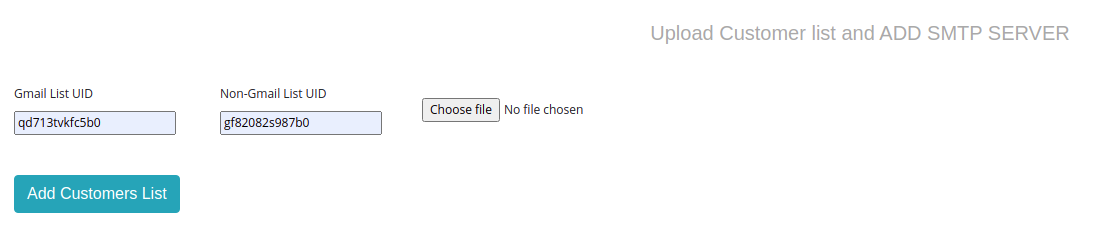 Upload Customer list and ADD SMTP SERVER
Gmail List UID
Non-Gmail List UID
qd713tvkfc5b0
gf82082s987b0
Choose file No file chosen
Add Customers List